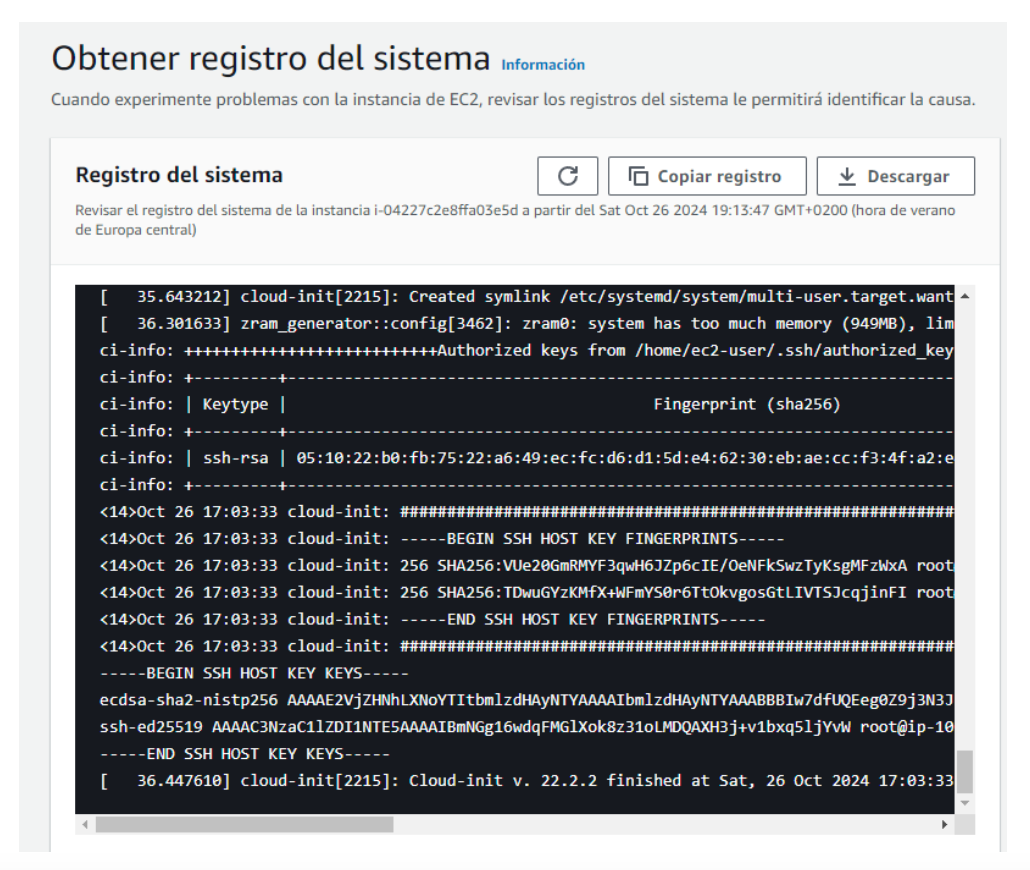 Obtener registro del sistema Información
Cuando experimente problemas con la instancia de EC2, revisar los registros del sistema le permitirá identificar la causa.
Registro del sistema
Copiar registro
Descargar
Revisar el registro del sistema de la instancia i-04227c2e8ffa03e5d a partir del Sat Oct 26 2024 19:13:47 GMT+0200 (hora de verano
de Europa central)
[   35.643212] cloud-init[2215]: Created symlink /etc/systemd/system/multi-user.target.want
[   36.301633] zram_generator::config[3462]: zram0: system has too much memory (949MB), lim
ci-info: +++++++++++++++++++++++++++Authorized keys from /home/ec2-user/.ssh/authorized_key
ci-info: +---------+-----------------------------------------------------------------------
ci-info: | Keytype |                                       Fingerprint (sha256)
ci-info: +---------+-----------------------------------------------------------------------
ci-info: | ssh-rsa | 05:10:22:b0:fb:75:22:a6:49:ec:fc:d6:d1:5d:e4:62:30:eb:ae:cc:f3:4f:a2:e
ci-info: +---------+-----------------------------------------------------------------------
<14>Oct 26 17:03:33 cloud-init: ###########################################################
<14>Oct 26 17:03:33 cloud-init: -----BEGIN SSH HOST KEY FINGERPRINTS-----
<14>Oct 26 17:03:33 cloud-init: 256 SHA256:VUe20GmRMYF3qwH6JZp6cIE/OeNFkSwzTyKsgMFzWxA root
<14>Oct 26 17:03:33 cloud-init: 256 SHA256:TDwuGYzKMfX+WFmYS0r6TtOkvgosGtLIVTSJcqjinFI root
<14>Oct 26 17:03:33 cloud-init: -----END SSH HOST KEY FINGERPRINTS-----
<14>Oct 26 17:03:33 cloud-init: ###########################################################
-----BEGIN SSH HOST KEY KEYS-----
ecdsa-sha2-nistp256 AAAAE2VjZHNhLXNoYTItbmlzdHAyNTYAAAAIbmlzdHAyNTYAAABBBIw7dfUQEeg0Z9j3N3J
ssh-ed25519 AAAAC3NzaC1lZDI1NTE5AAAAIBmNGg16wdqFMGlXok8z31oLMDQAXH3j+v1bxq5ljYvW root@ip-10
-----END SSH HOST KEY KEYS-----
[   36.447610] cloud-init[2215]: Cloud-init v. 22.2.2 finished at Sat, 26 Oct 2024 17:03:33